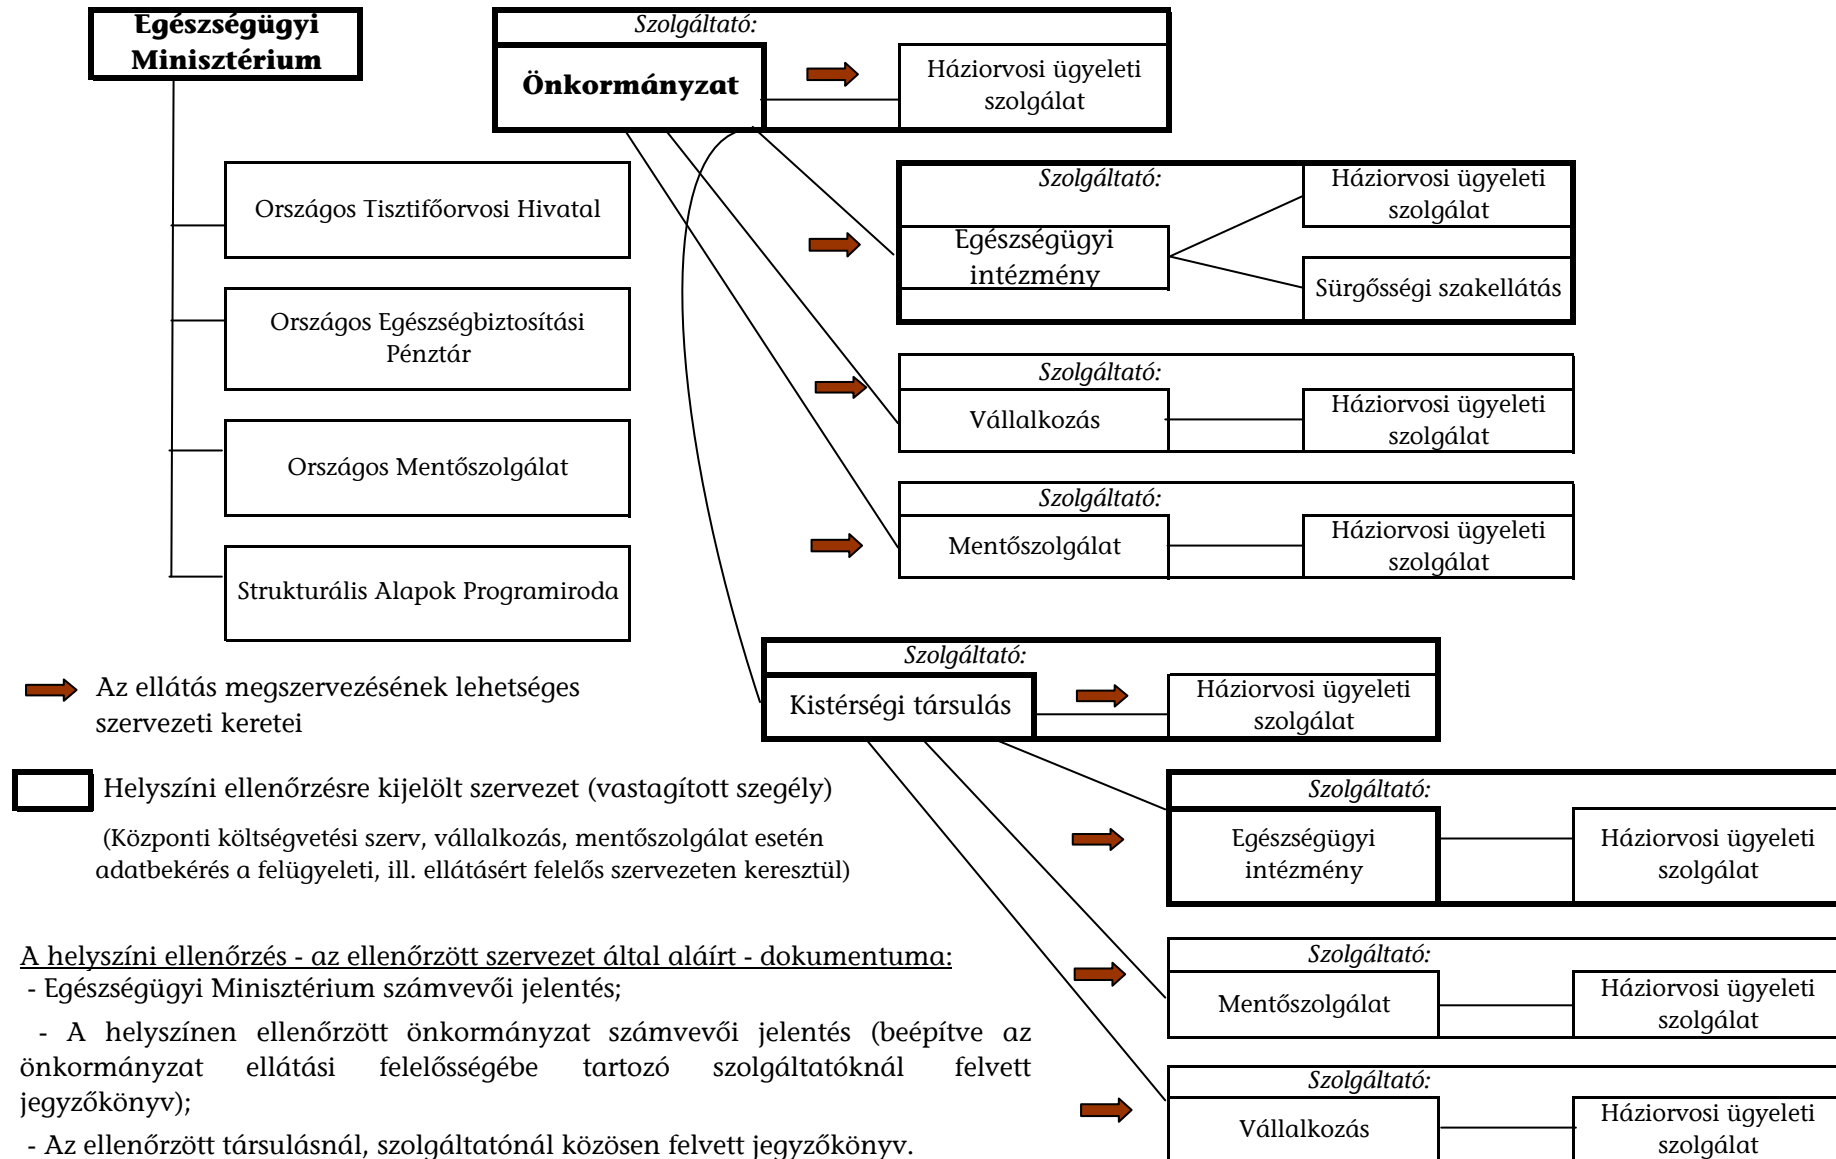 Egészségügyi
Minisztérium
Országos Tisztifőorvosi Hivatal
Országos Egészségbiztosítási
Pénztár
Országos Mentőszolgálat
Strukturális Alapok Programiroda
Szolgáltató:
Önkormányzat
Háziorvosi ügyeleti
szolgálat
Szolgáltató:
Egészségügyi
intézmény
Háziorvosi ügyeleti
szolgálat
Sürgősségi szakellátás
Szolgáltató:
Vállalkozás
Háziorvosi ügyeleti
szolgálat
Szolgáltató:
Mentőszolgálat
Háziorvosi ügyeleti
szolgálat
Szolgáltató:
Kistérségi társulás
Háziorvosi ügyeleti
szolgálat
Szolgáltató:
Egészségügyi
intézmény
Háziorvosi ügyeleti
szolgálat
Szolgáltató:
Mentőszolgálat
Háziorvosi ügyeleti
szolgálat
Szolgáltató:
Vállalkozás
Háziorvosi ügyeleti
szolgálat
Az ellátás megszervezésének lehetséges
szervezeti keretei
Helyszíni ellenőrzésre kijelölt szervezet (vastagított szegély)
(Központi költségvetési szerv, vállalkozás, mentőszolgálat esetén
adatbekérés a felügyeleti, ill. ellátásért felelős szervezeten keresztül)
A helyszíni ellenőrzés - az ellenőrzött szervezet által aláírt - dokumentuma:
- Egészségügyi Minisztérium számvevői jelentés;
- A helyszínen ellenőrzött önkormányzat számvevői jelentés (beépítve az
önkormányzat ellátási felelősségébe tartozó szolgáltatóknál felvett
jegyzőkönyv);
- Az ellenőrzött társulásnál, szolgáltatónál közösen felvett jegyzőkönyv.